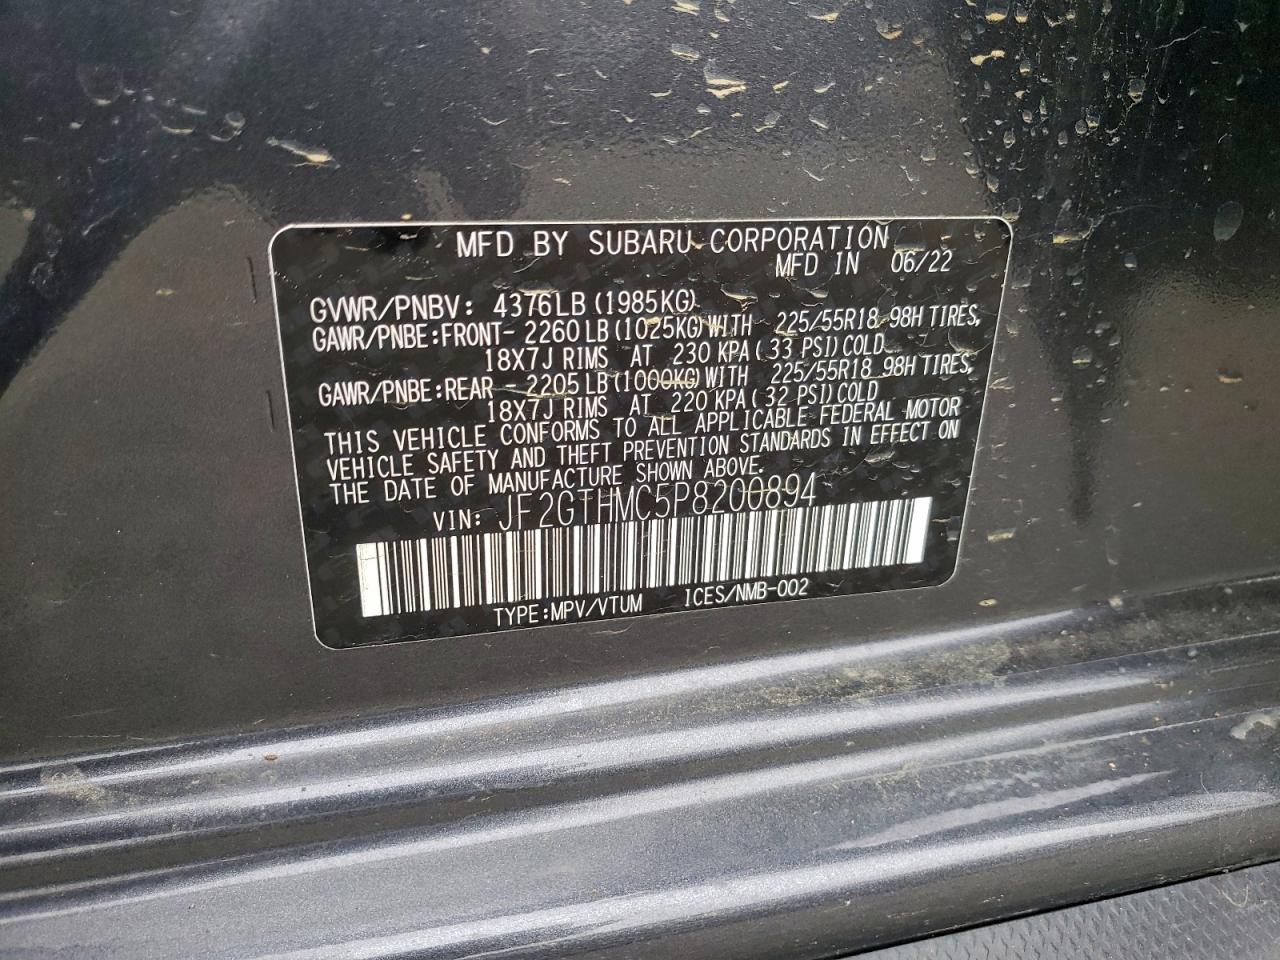 MFD BY SUBARU CORPORATION
MFD IN 06/22
GVWR/PNBV: 4376LB (1985KG)
GAWR/PNBE:FRONT- 2260 LB (1025KG) WITH 225/55R18 98H TIRES,
18X7J RIMS AT 230 KPA ( 33 PSI) COLD
GAWR/PNBE:REAR - 2205 LB (1000KG) WITH 225/55R18 98H TIRES,
18X7J RIMS AT 220 KPA ( 32 PSI) COLD
THIS VEHICLE CONFORMS TO ALL APPLICABLE FEDERAL MOTOR
VEHICLE SAFETY AND THEFT PREVENTION STANDARDS IN EFFECT ON
THE DATE OF MANUFACTURE SHOWN ABOVE.
VIN: JF2GTHMC5P8200894
TYPE:MPV/VTUM ICES/NMB-002